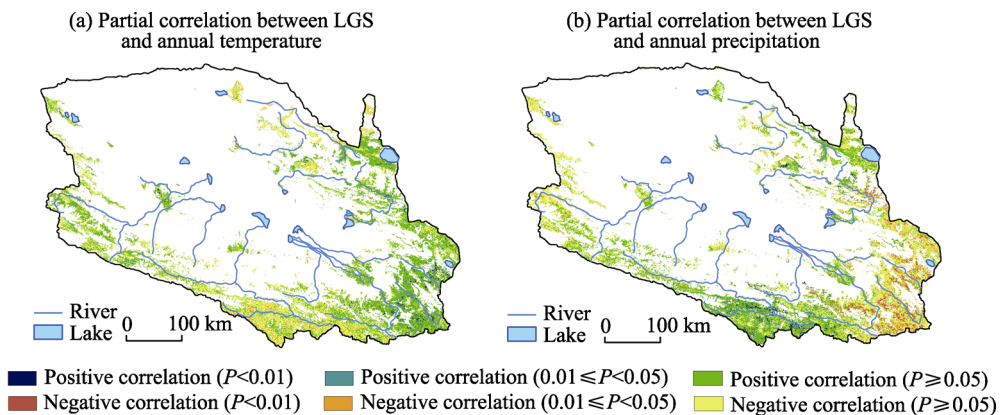 (a) Partial correlation between LGS
and annual temperature
(b) Partial correlation between LGS
and annual precipitation
River
Lake
0 100 km
River
Lake
0 100 km
Positive correlation (P<0.01)
Positive correlation (0.01≤P<0.05)
Positive correlation (P≥0.05)
Negative correlation (P<0.01)
Negative correlation (0.01≤P<0.05)
Negative correlation (P≥0.05)